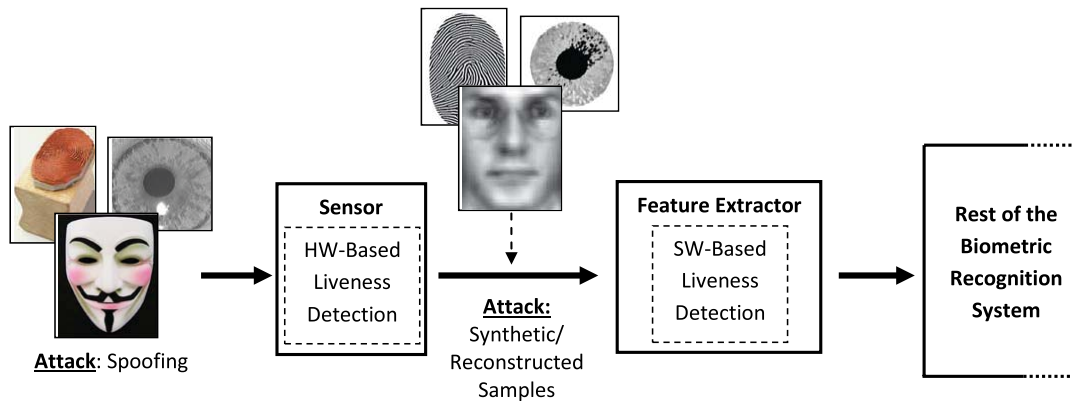 Attack: Spoofing
Sensor
HW-Based
Liveness
Detection
Attack:
Synthetic/
Reconstructed
Samples
Feature Extractor
SW-Based
Liveness
Detection
Rest of the
Biometric
Recognition
System